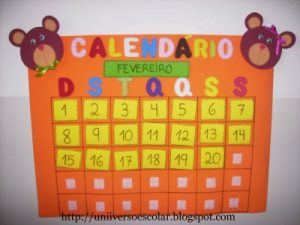 CALENDÁRIO
FEVEREIRO
D S T Q Q S S
1 2 3 4 5 6 7
8 9 10 11 12 13 14
15 16 17 18 19 20
http://uniiversoescolar.blogspot.com